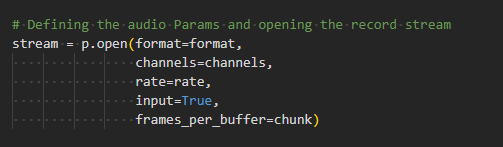 # Defining the audio Params and opening the record stream
stream = p.open(format=format,
                channels=channels,
                rate=rate,
                input=True,
                frames_per_buffer=chunk)